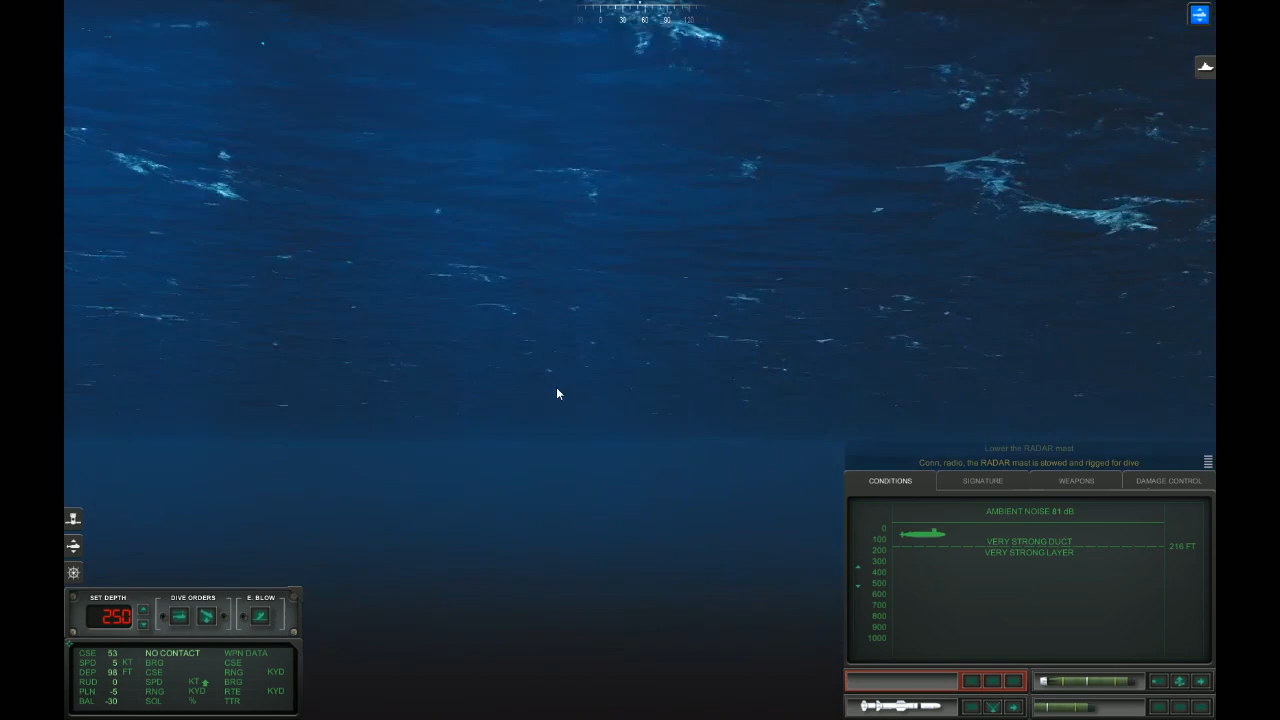 30 0 30 60 90 120
Lower the RADAR mast
Conn, radio, the RADAR mast is stowed and rigged for dive
CONDITIONS SIGNATURE WEAPONS DAMAGE CONTROL
AMBIENT NOISE 81 dB
0
100 VERY STRONG DUCT
200 VERY STRONG LAYER 216 FT
300
400
500
600
700
800
900
1000
SET DEPTH DIVE ORDERS E. BLOW
250
CSE 53 NO CONTACT WPN DATA
SPD 5 KT BRG CSE
DEP 98 FT CSE RNG KYD
RUD 0 SPD KT BRG
PLN -5 RNG KYD RTE KYD
BAL -30 SOL % TTR